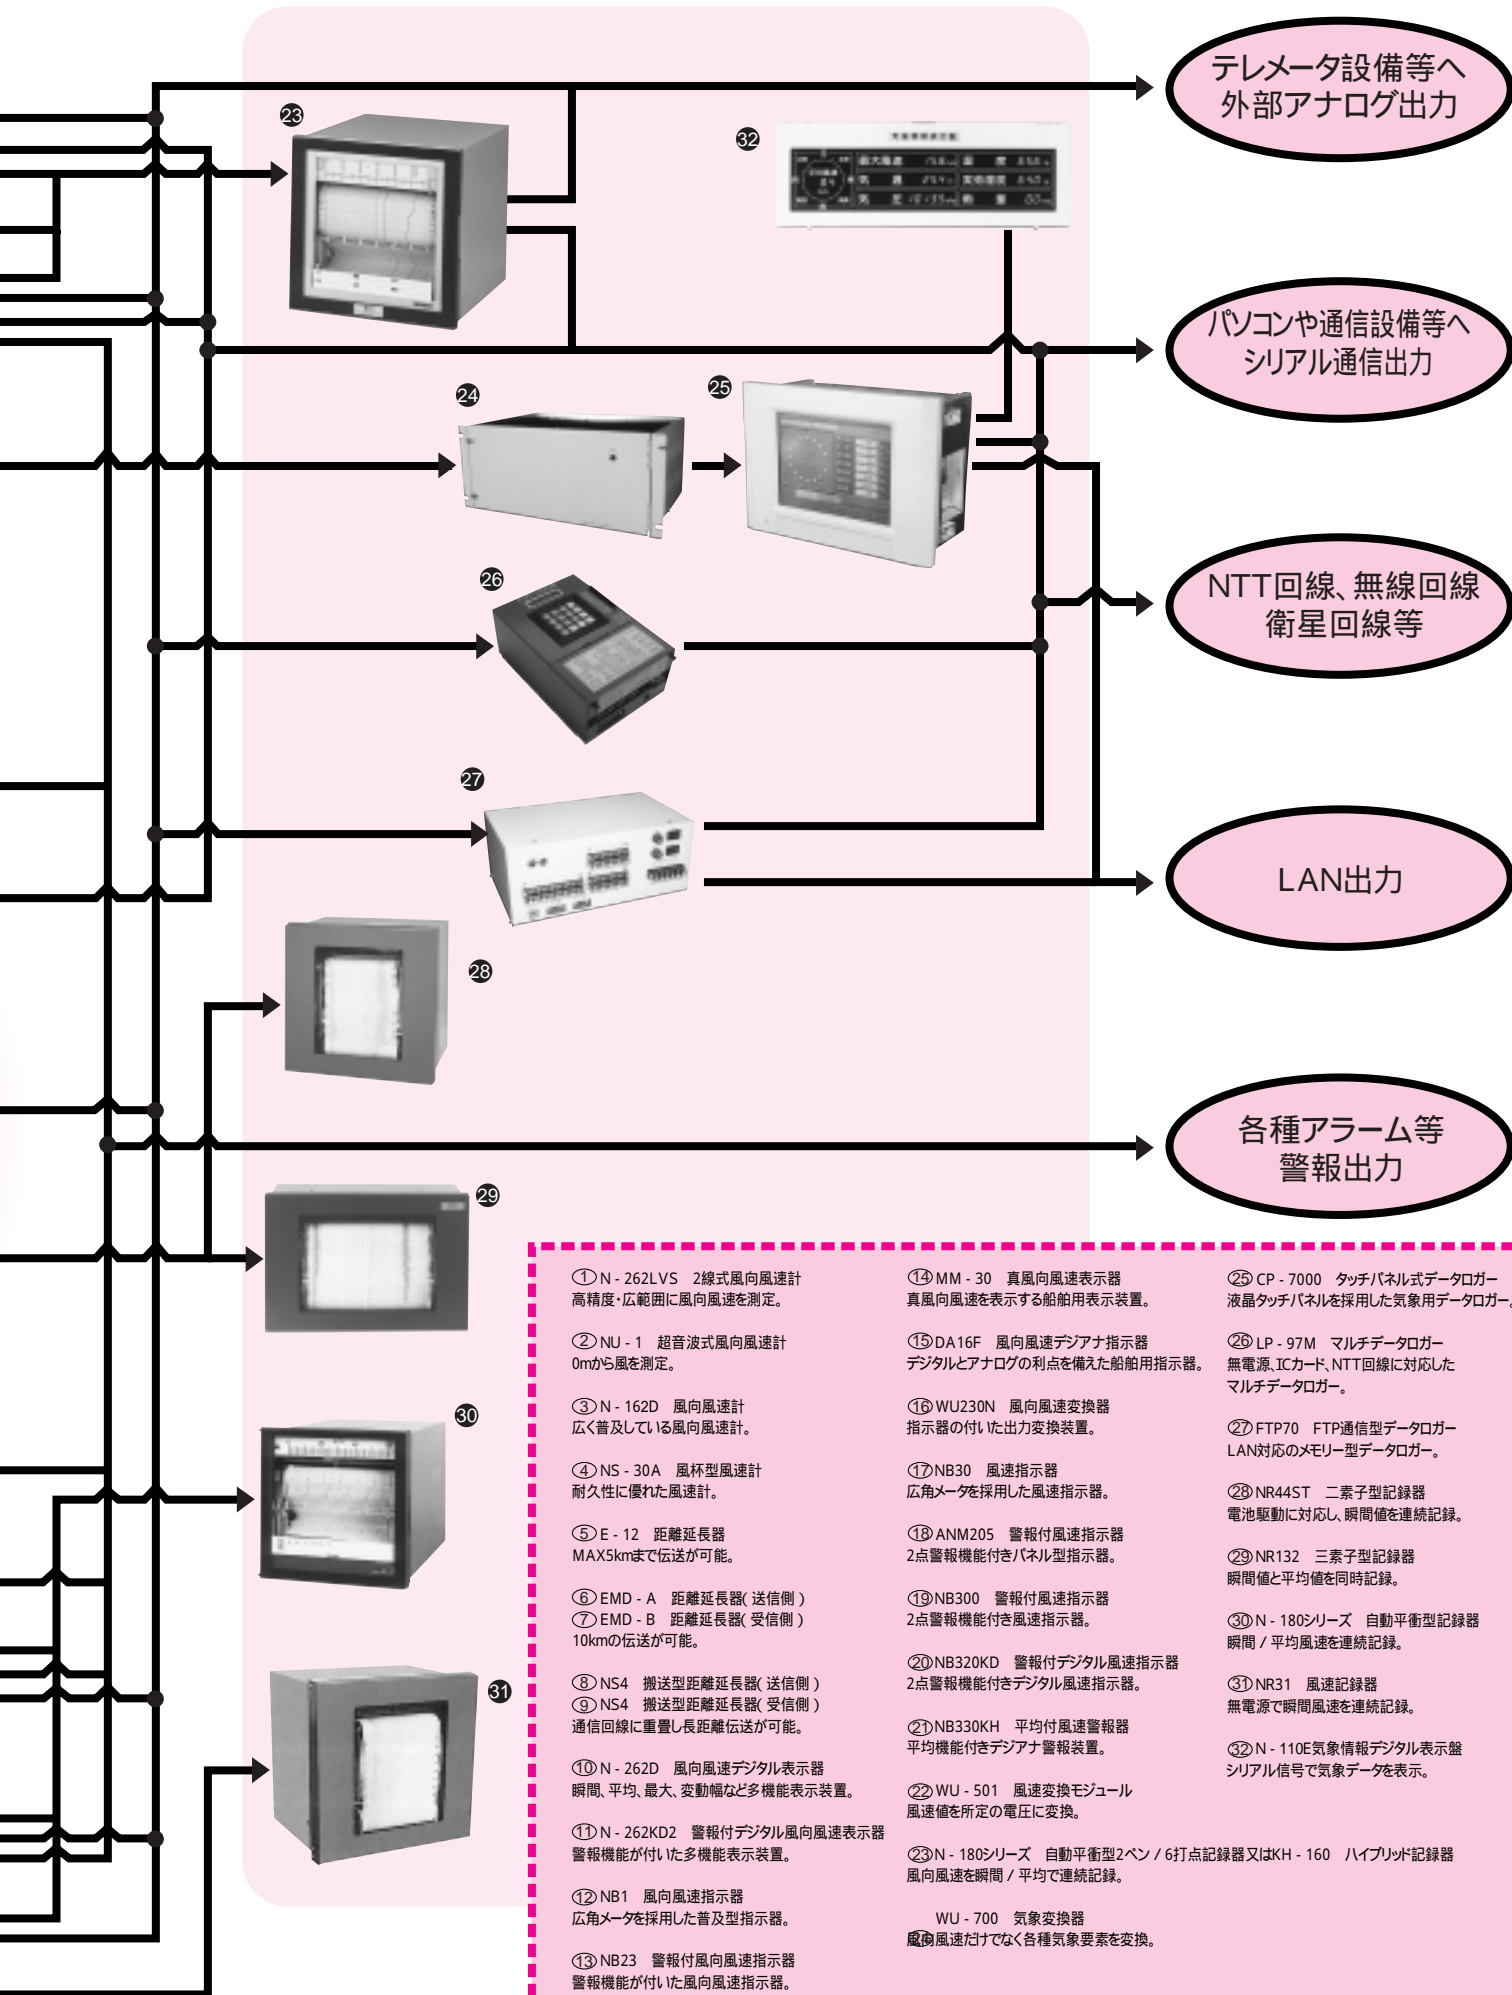 23
テレメータ設備等へ
外部アナログ出力
32
最大風速
気 温
気 圧
パソコンや通信設備等へ
シリアル通信出力
24
25
NTT回線、無線回線
衛星回線等
26
27
LAN出力
28
各種アラーム等
警報出力
29
30
31
①N - 262LVS 2線式風向風速計
高精度・広範囲に風向風速を測定。
②NU - 1 超音波式風向風速計
0mから風を測定。
③N - 162D 風向風速計
広く普及している風向風速計。
④NS - 30A 風杯型風速計
耐久性に優れた風速計。
⑤E - 12 距離延長器
MAX5kmまで伝送が可能。
⑥EMD - A 距離延長器( 送信側 )
⑦EMD - B 距離延長器( 受信側 )
10kmの伝送が可能。
⑧NS4 搬送型距離延長器( 送信側 )
⑨NS4 搬送型距離延長器( 受信側 )
通信回線に重畳し長距離伝送が可能。
⑩N - 262D 風向風速デジタル表示器
瞬間、平均、最大、変動幅など多機能表示装置。
⑪N - 262KD2 警報付デジタル風向風速表示器
警報機能が付いた多機能表示装置。
⑫NB1 風向風速指示器
広角メータを採用した普及型指示器。
⑬NB23 警報付風向風速指示器
警報機能が付いた風向風速指示器。
⑭MM - 30 真風向風速表示器
真風向風速を表示する船舶用表示装置。
⑮DA16F 風向風速デジアナ指示器
デジタルとアナログの利点を備えた船舶用指示器。
⑯WU230N 風向風速変換器
指示器の付いた出力変換装置。
⑰NB30 風速指示器
広角メータを採用した風速指示器。
⑱ANM205 警報付風速指示器
2点警報機能付きパネル型指示器。
⑲NB300 警報付風速指示器
2点警報機能付き風速指示器。
⑳NB320KD 警報付デジタル風速指示器
2点警報機能付きデジタル風速指示器。
㉑NB330KH 平均付風速警報器
平均機能付きデジアナ警報装置。
㉒WU - 501 風速変換モジュール
風速値を所定の電圧に変換。
㉓N - 180シリーズ 自動平衡型2ペン / 6打点記録器又はKH - 160 ハイブリッド記録器
風向風速を瞬間 / 平均で連続記録。
WU - 700 気象変換器
㉔風向風速だけでなく各種気象要素を変換。
㉕CP - 7000 タッチパネル式データロガー
液晶タッチパネルを採用した気象用データロガー。
㉖LP - 97M マルチデータロガー
無電源、ICカード、NTT回線に対応した
マルチデータロガー。
㉗FTP70 FTP通信型データロガー
LAN対応のメモリー型データロガー。
㉘NR44ST 二素子型記録器
電池駆動に対応し、瞬間値を連続記録。
㉙NR132 三素子型記録器
瞬間値と平均値を同時記録。
㉚N - 180シリーズ 自動平衡型記録器
瞬間 / 平均風速を連続記録。
㉛NR31 風速記録器
無電源で瞬間風速を連続記録。
㉜N - 110E気象情報デジタル表示盤
シリアル信号で気象データを表示。